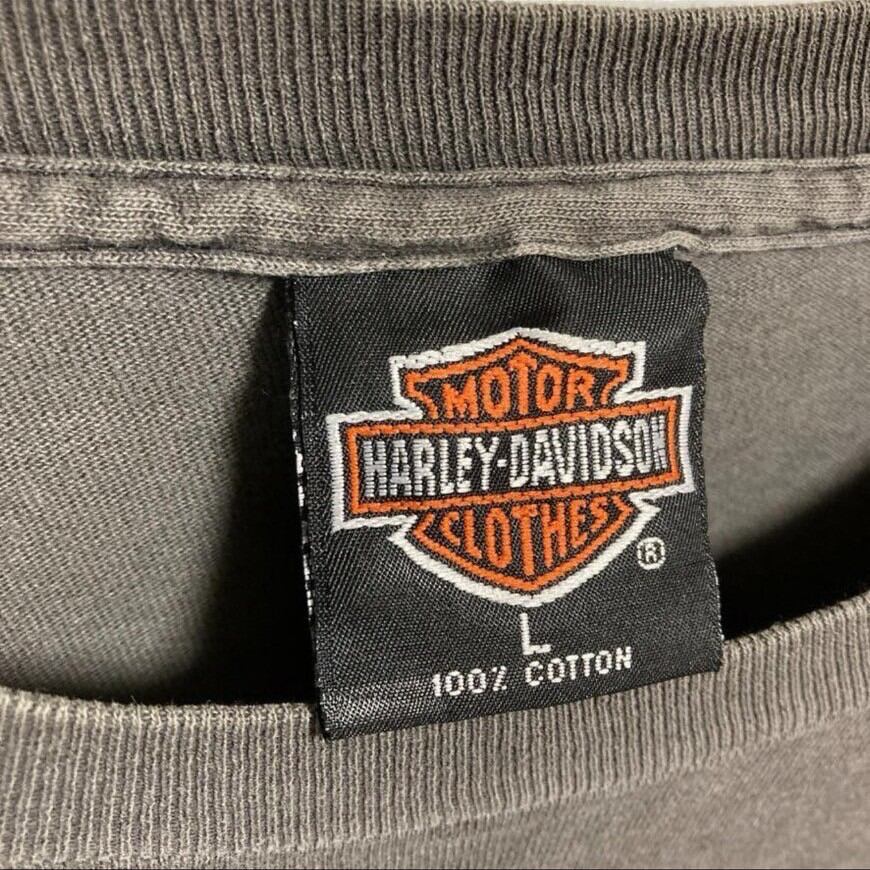 MOTOR
HARLEY-DAVIDSON
CLOTHES
®
L
100% COTTON